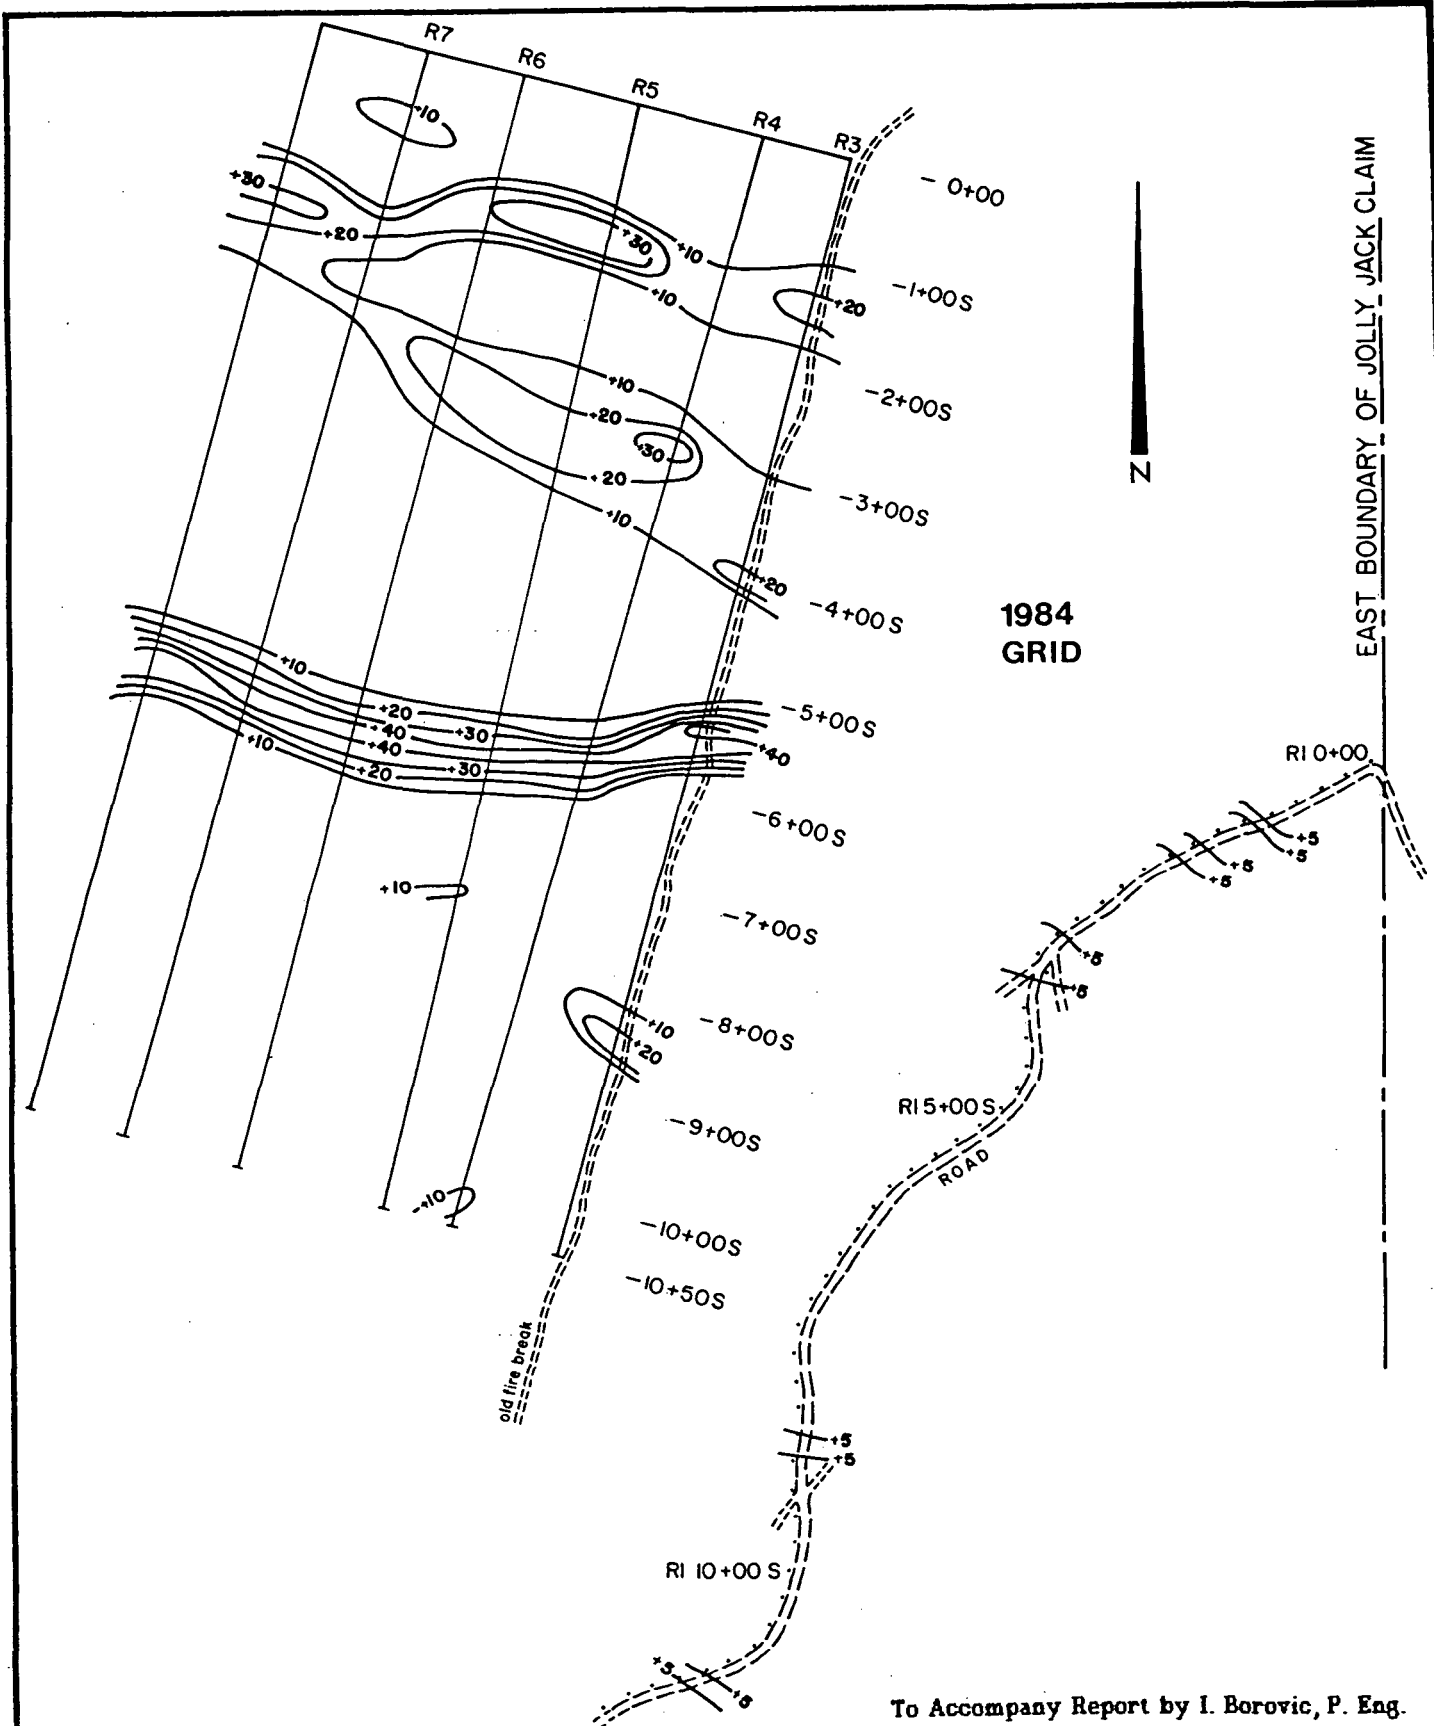 R7
R6
R5
R4
R3
+10
- 0+00
+30
+20
+30
+10
-1+00S
+10
+20
-2+00S
+10
+20
+30
+20
-3+00S
+10
+20
-4+00S
N
1984
GRID
EAST BOUNDARY OF JOLLY JACK CLAIM
+10
+20
+40
+30
+40
+10
+20
+30
-5+00S
+40
R1 0+00
-6+00S
+5
+5
+5
+5
+10
-7+00S
+5
+5
+10
+20
-8+00S
R1 5+00S
ROAD
-9+00S
+10
-10+00S
-10+50S
old fire break
+5
+5
R1 10+00S
+5
+5
To Accompany Report by I. Borovic, P. Eng.